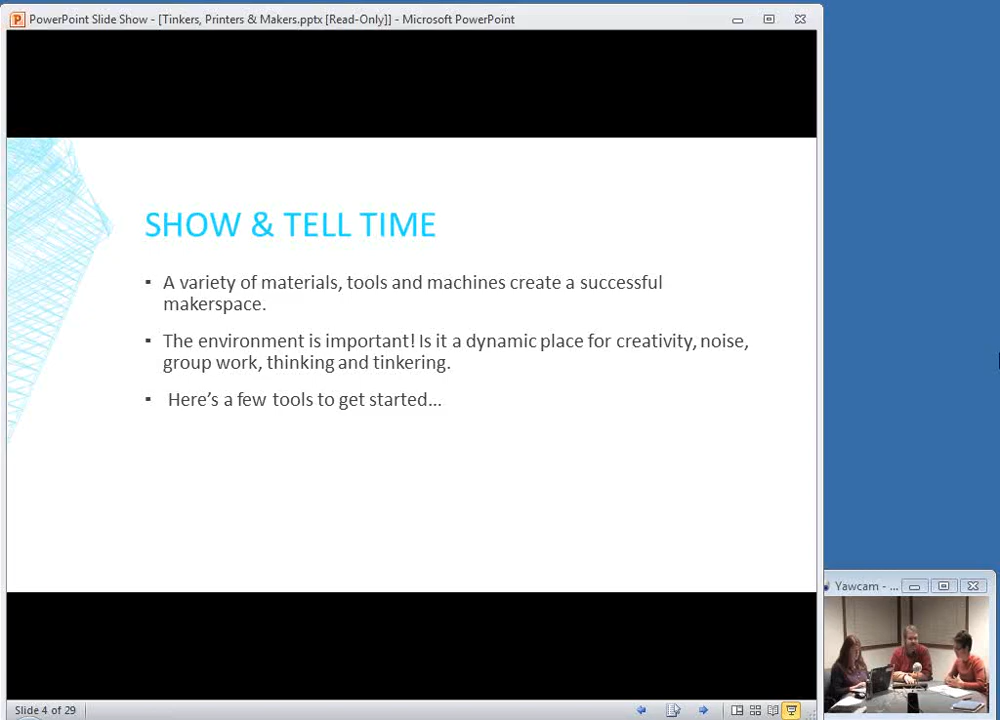 PowerPoint Slide Show - [Tinkers, Printers & Makers.pptx [Read-Only]] - Microsoft PowerPoint
SHOW & TELL TIME
▪ A variety of materials, tools and machines create a successful
makerspace.
▪ The environment is important! Is it a dynamic place for creativity, noise,
group work, thinking and tinkering.
▪ Here’s a few tools to get started…
Yawcam - ...
Slide 4 of 29